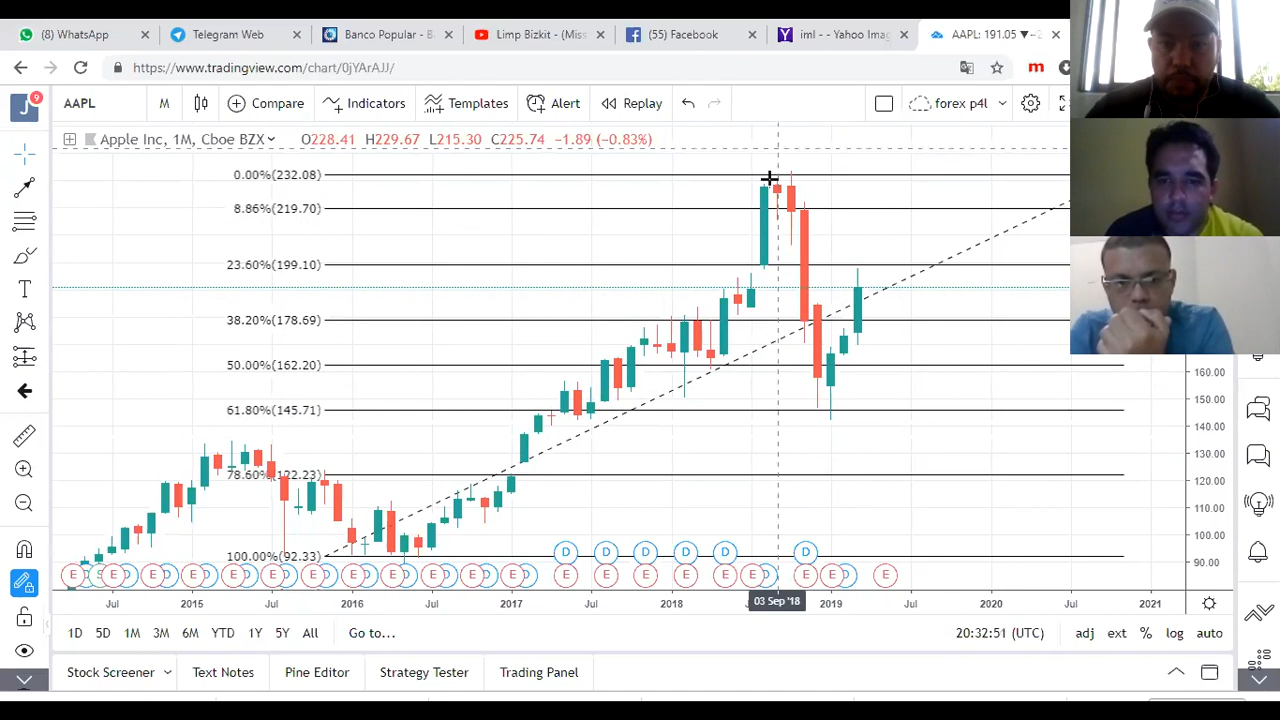 (8) WhatsApp
Telegram Web
Banco Popular - B
Limp Bizkit - (Miss
(55) Facebook
iml - - Yahoo Imag
AAPL: 191.05 ▼
https://www.tradingview.com/chart/0jYArAJJ/
m
J
9
AAPL
M
Compare
Indicators
Templates
Alert
Replay
forex p4l
Apple Inc, 1M, Cboe BZX
O228.41 H229.67 L215.30 C225.74 −1.89 (−0.83%)
0.00%(232.08)
8.86%(219.70)
23.60%(199.10)
38.20%(178.69)
50.00%(162.20)
61.80%(145.71)
78.60%(122.23)
100.00%(92.33)
160.00
150.00
140.00
130.00
120.00
110.00
100.00
90.00
D D D D D D
E E E E E E E E E E E E E E E E E E E E E
Jul 2015 Jul 2016 Jul 2017 Jul 2018 03 Sep '18 2019 Jul 2020 Jul 2021
1D 5D 1M 3M 6M YTD 1Y 5Y All Go to...
20:32:51 (UTC) adj ext % log auto
Stock Screener Text Notes Pine Editor Strategy Tester Trading Panel